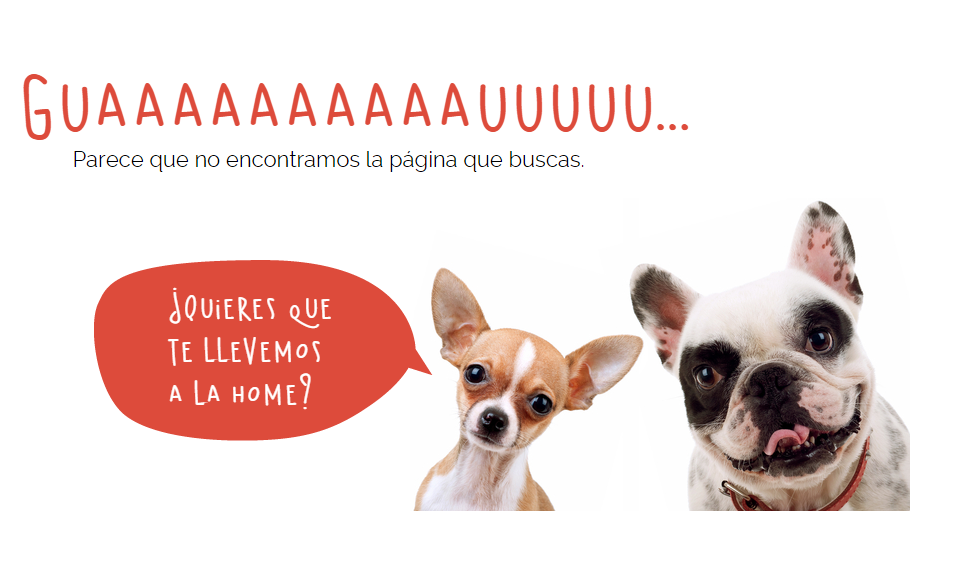 Guaaaaaaaaaauuuuu...
Parece que no encontramos la página que buscas.
¿Quieres que
te llevemos
a la home?